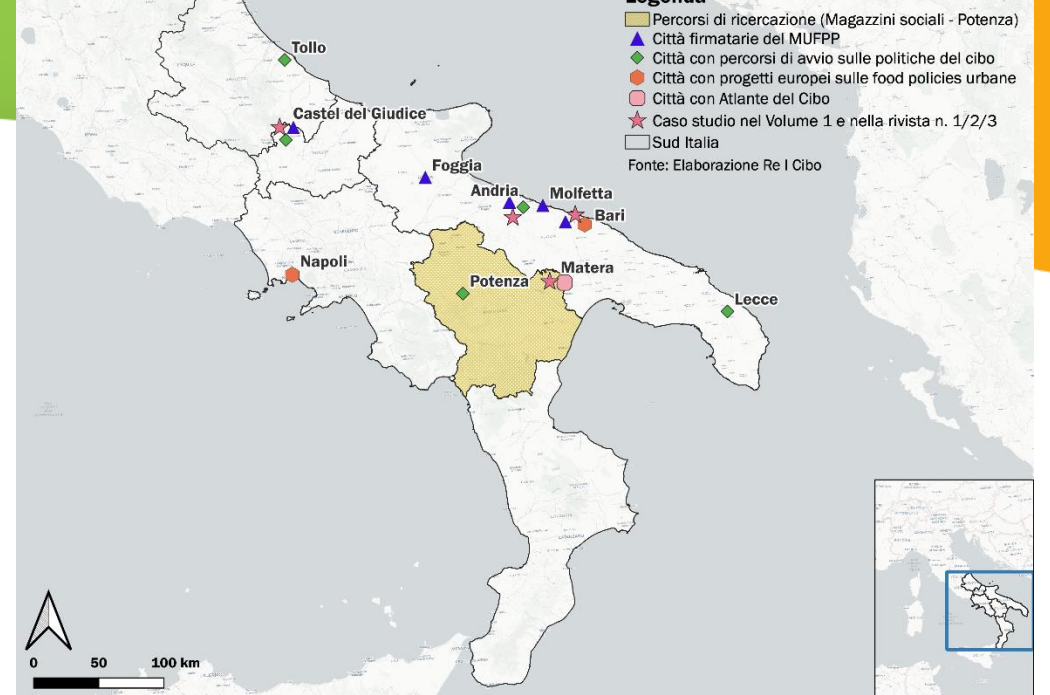 Legenda
Percorsi di ricercazione (Magazzini sociali - Potenza)
Città firmatarie del MUFPP
Città con percorsi di avvio sulle politiche del cibo
Città con progetti europei sulle food policies urbane
Città con Atlante del Cibo
Caso studio nel Volume 1 e nella rivista n. 1/2/3
Sud Italia
Fonte: Elaborazione Re I Cibo
Tollo
Castel del Giudice
Foggia
Andria
Molfetta
Bari
Napoli
Potenza
Matera
Lecce
0 50 100 km